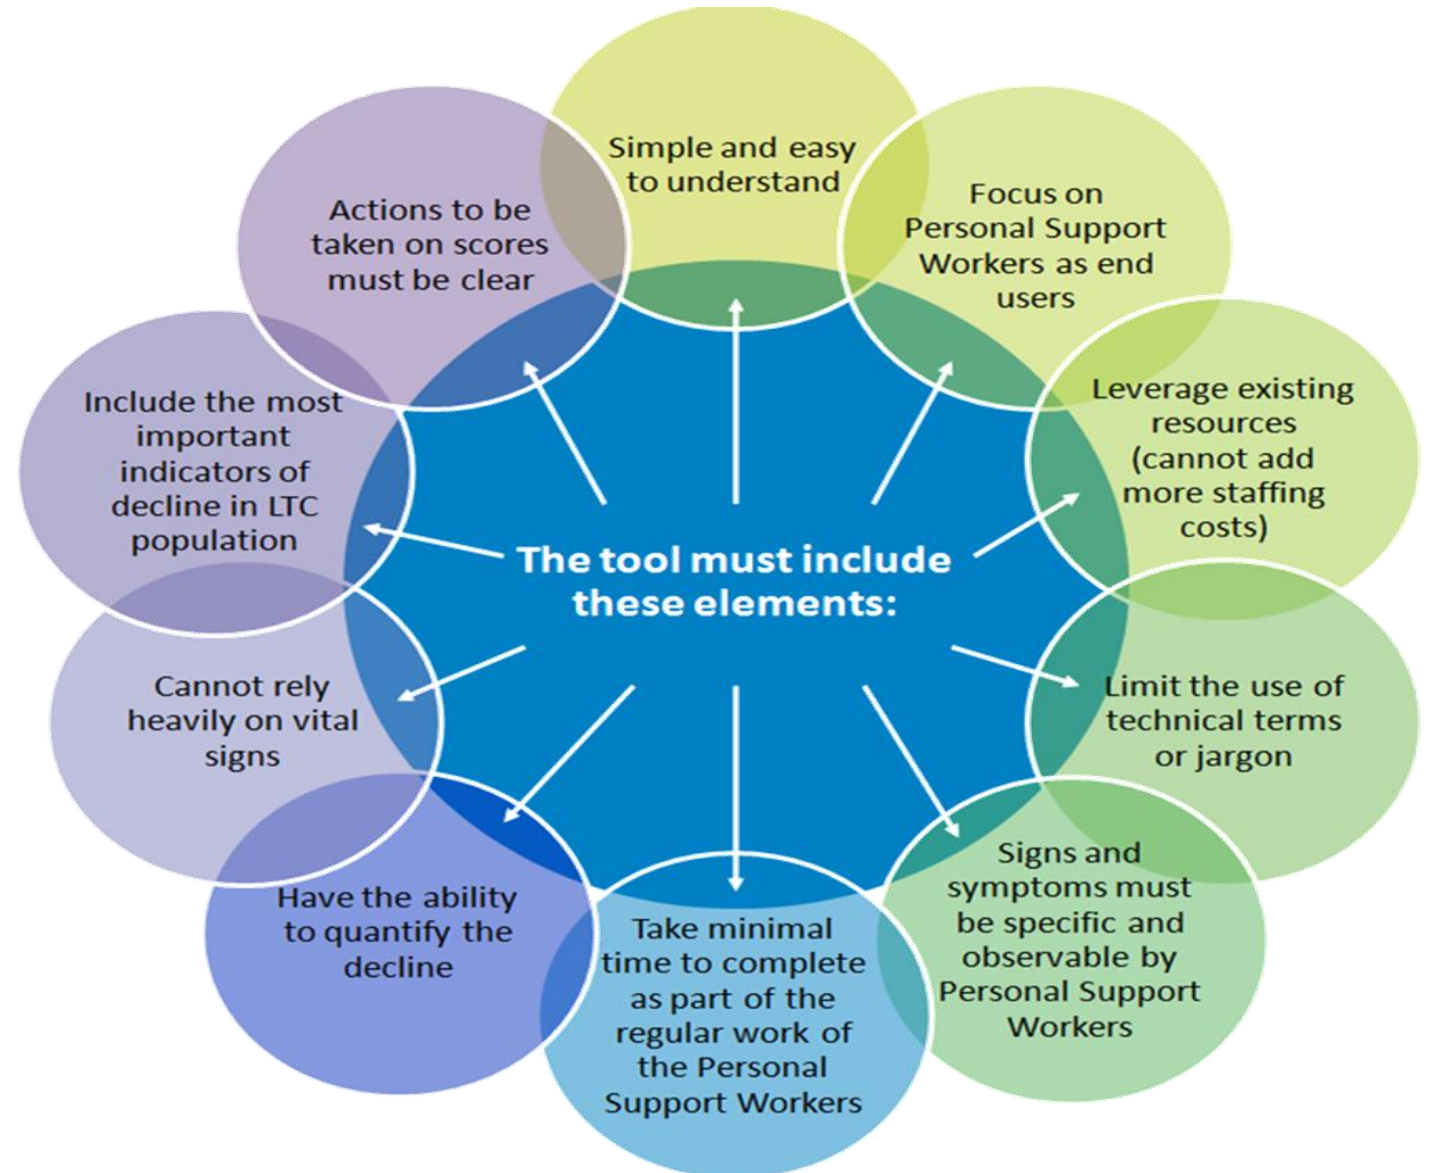 The tool must include
these elements:
Simple and easy
to understand
Focus on
Personal Support
Workers as end
users
Leverage existing
resources
(cannot add
more staffing
costs)
Limit the use of
technical terms
or jargon
Signs and
symptoms must
be specific and
observable by
Personal Support
Workers
Take minimal
time to complete
as part of the
regular work of
the Personal
Support Workers
Have the ability
to quantify the
decline
Cannot rely
heavily on vital
signs
Include the most
important
indicators of
decline in LTC
population
Actions to be
taken on scores
must be clear